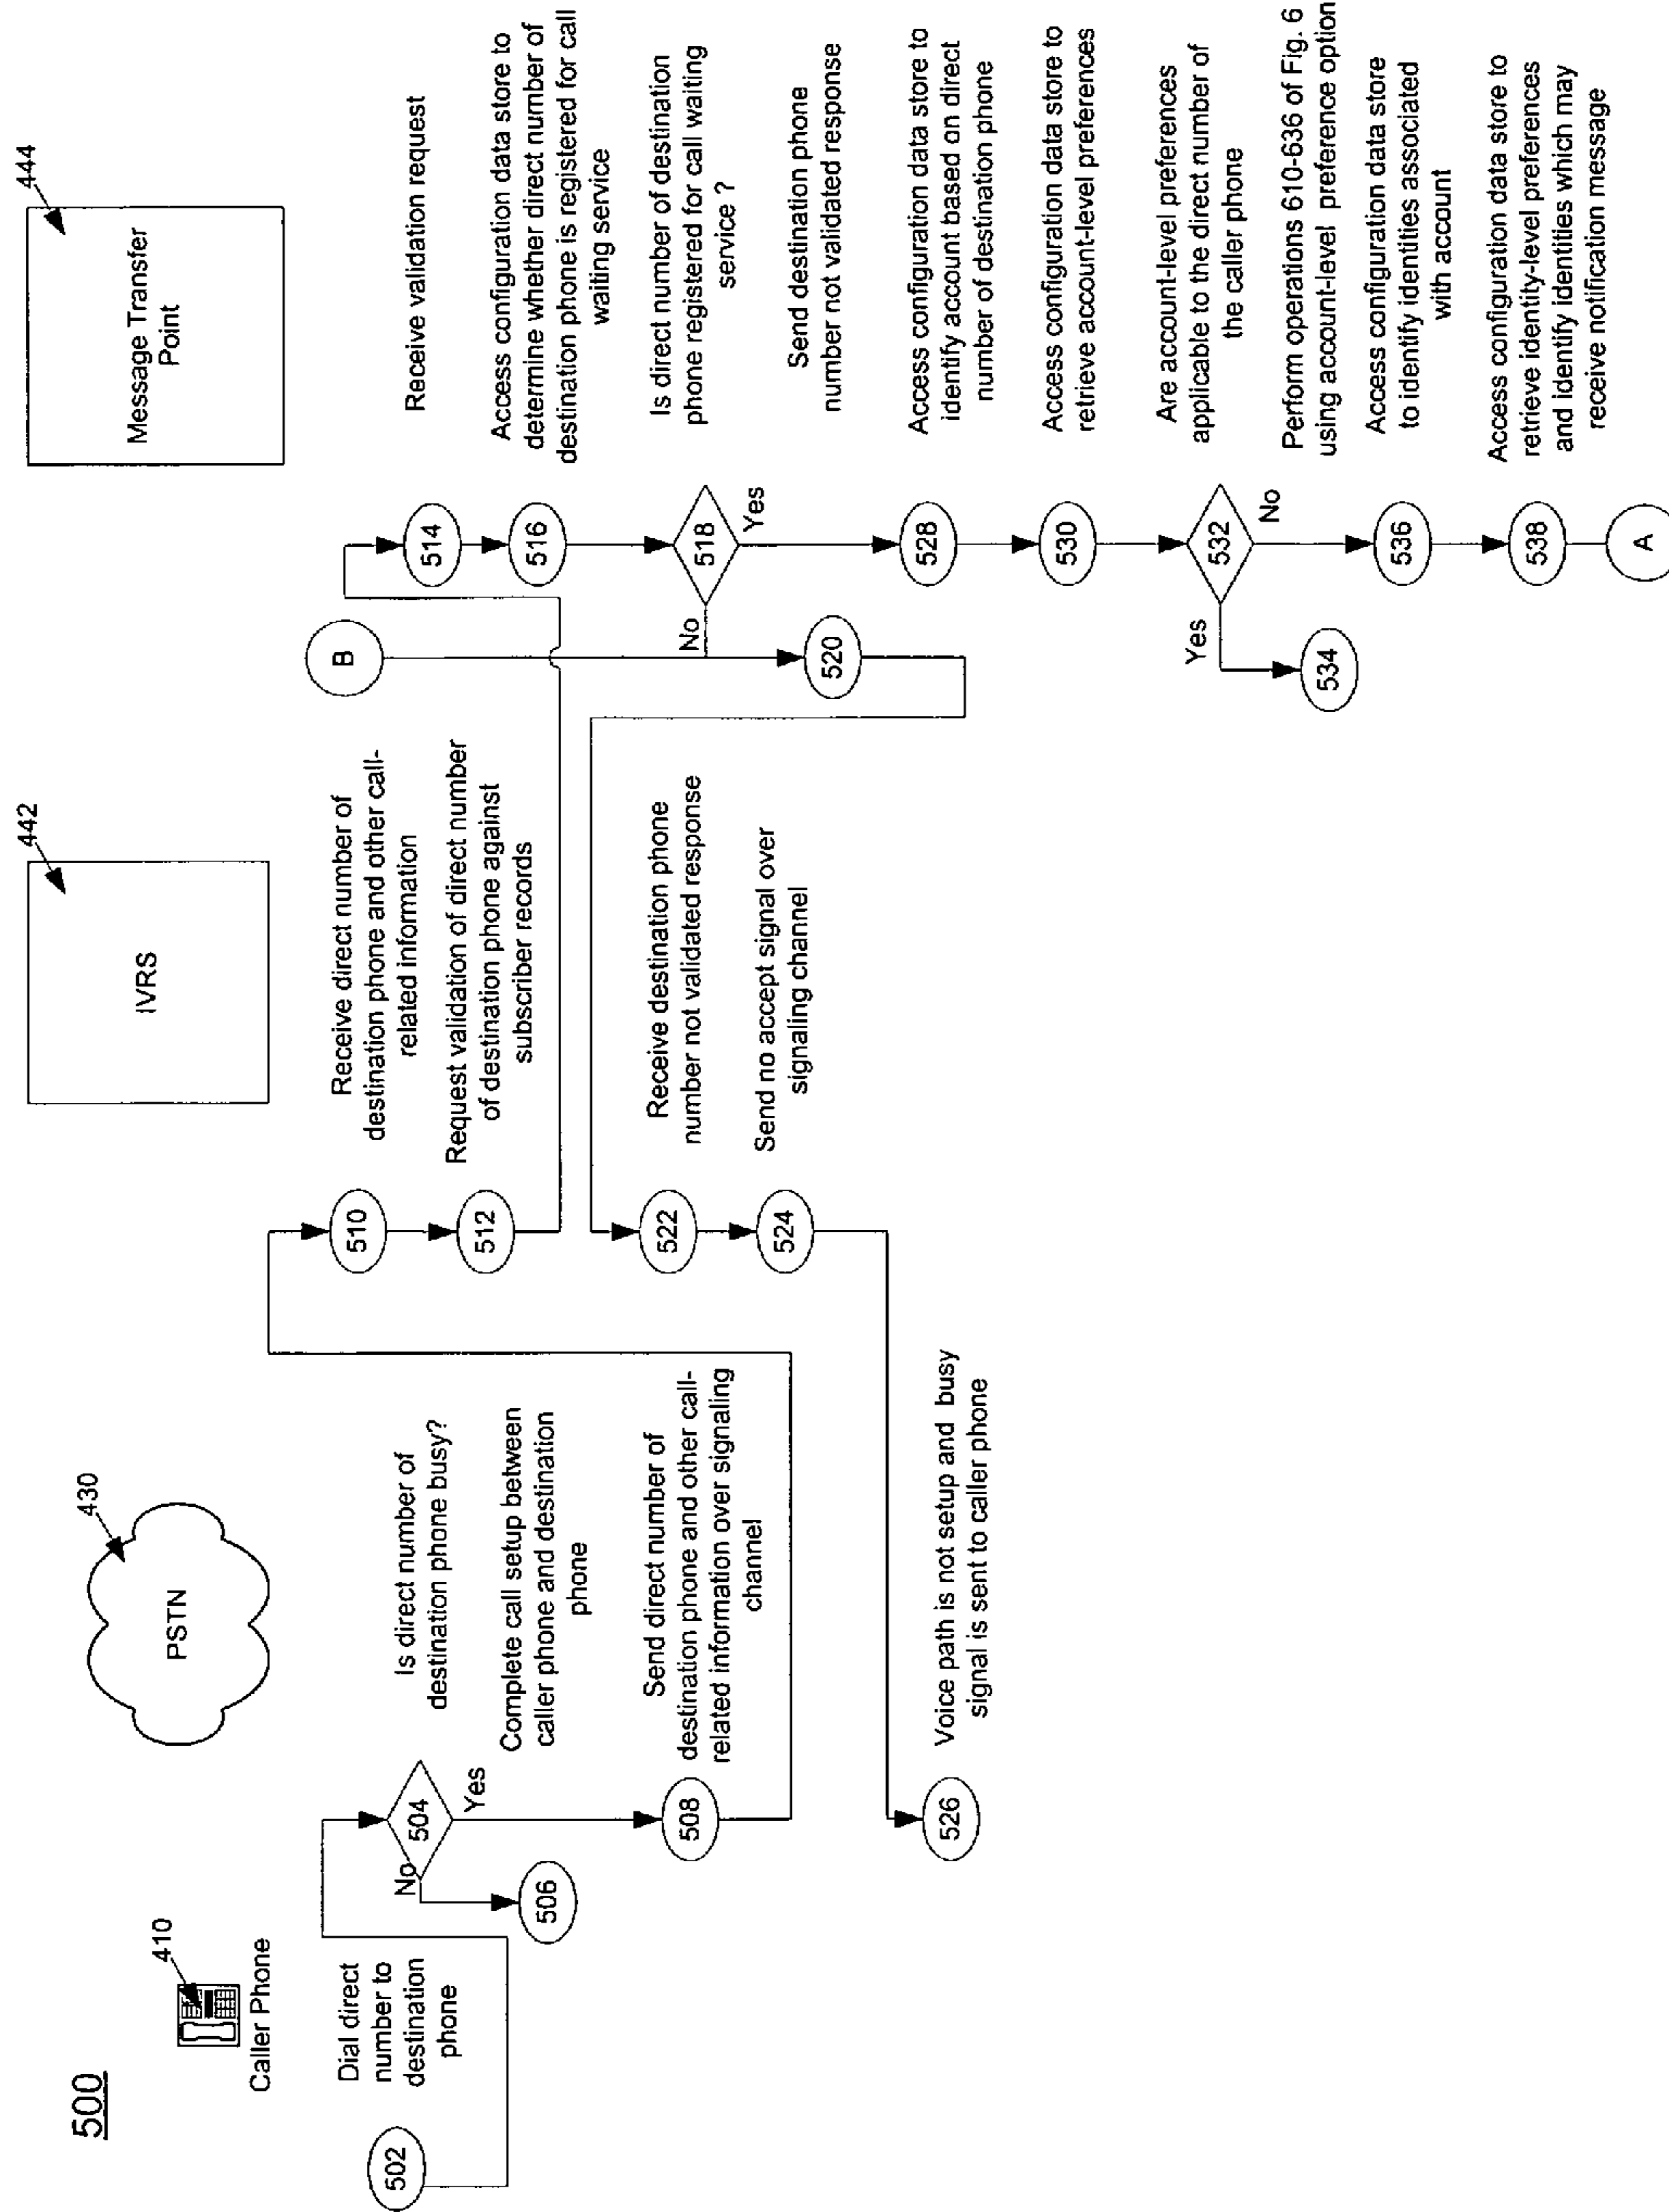 500
410
Caller Phone
Dial direct
number to
destination
phone
502
430
PSTN
Is direct number of
destination phone busy?
504
No
Yes
506
Complete call setup between
caller phone and destination
phone
508
Send direct number of
destination phone and other call-
related information over signaling
channel
526
Voice path is not setup and busy
signal is sent to caller phone
442
IVRS
510
Receive direct number of
destination phone and other call-
related information
512
Request validation of direct number
of destination phone against
subscriber records
522
Receive destination phone
number not validated response
524
Send no accept signal over
signaling channel
444
Message Transfer
Point
B
514
Receive validation request
516
Access configuration data store to
determine whether direct number of
destination phone is registered for call
waiting service
518
No
Yes
Is direct number of destination
phone registered for call waiting
service ?
520
Send destination phone
number not validated response
528
Access configuration data store to
identify account based on direct
number of destination phone
530
Access configuration data store to
retrieve account-level preferences
532
Yes
No
Are account-level preferences
applicable to the direct number of
the caller phone
534
Perform operations 610-636 of Fig. 6
using account-level preference option
536
Access configuration data store
to identify identities associated
with account
538
Access configuration data store to
retrieve identity-level preferences
and identify identities which may
receive notification message
A